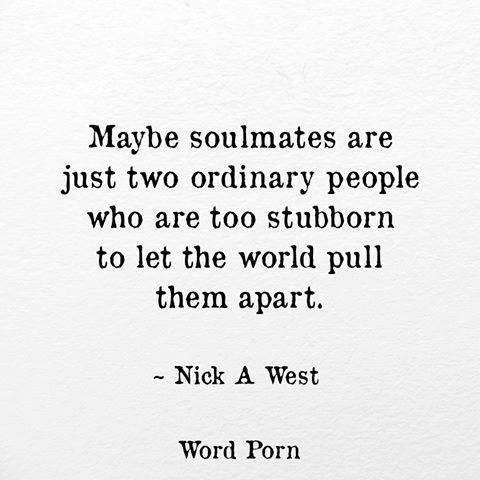 Maybe soulmates are
just two ordinary people
who are too stubborn
to let the world pull
them apart.
~ Nick A West
Word Porn